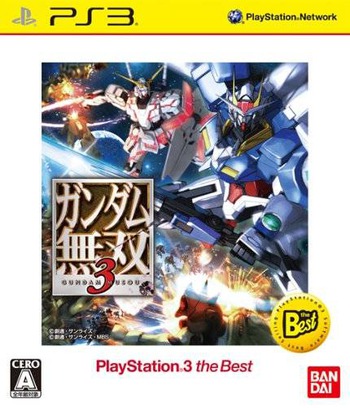 PS3
PlayStation®Network
ガンダム
無双
3
GUNDAM MUSOU
©創通・サンライズ
©創通・サンライズ・MBS
the Best
PlayStation®3 the Best
CERO
A
全年齢対象
BAN
DAI